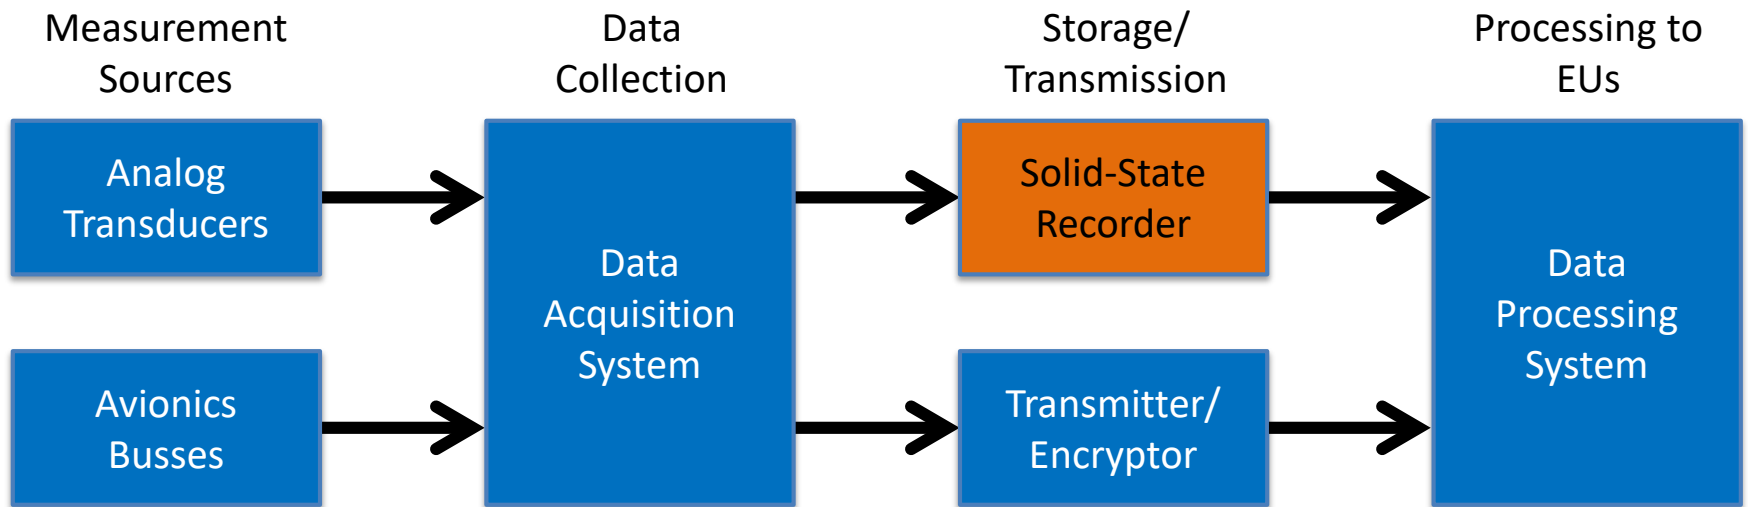 Measurement
Sources
Data
Collection
Storage/
Transmission
Processing to
EUs
Analog
Transducers
Avionics
Busses
Data
Acquisition
System
Solid-State
Recorder
Transmitter/
Encryptor
Data
Processing
System